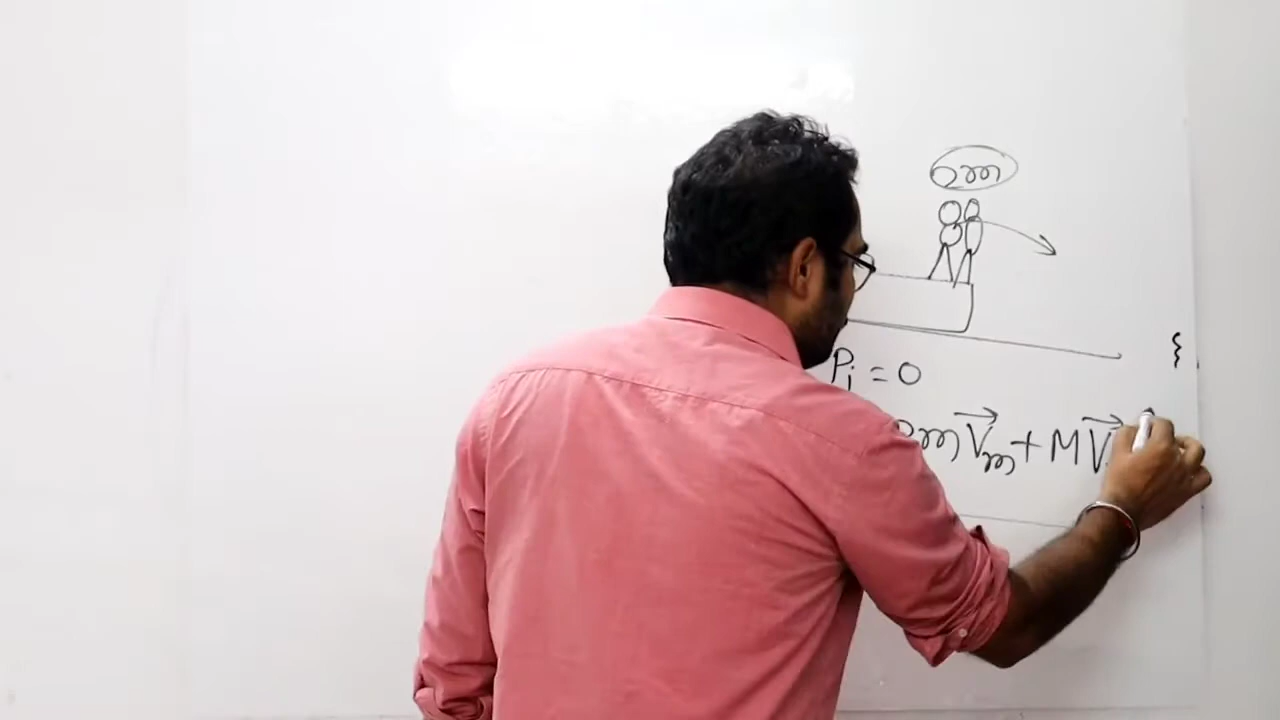 2m
Pi = 0
2m V⃗m + M V⃗